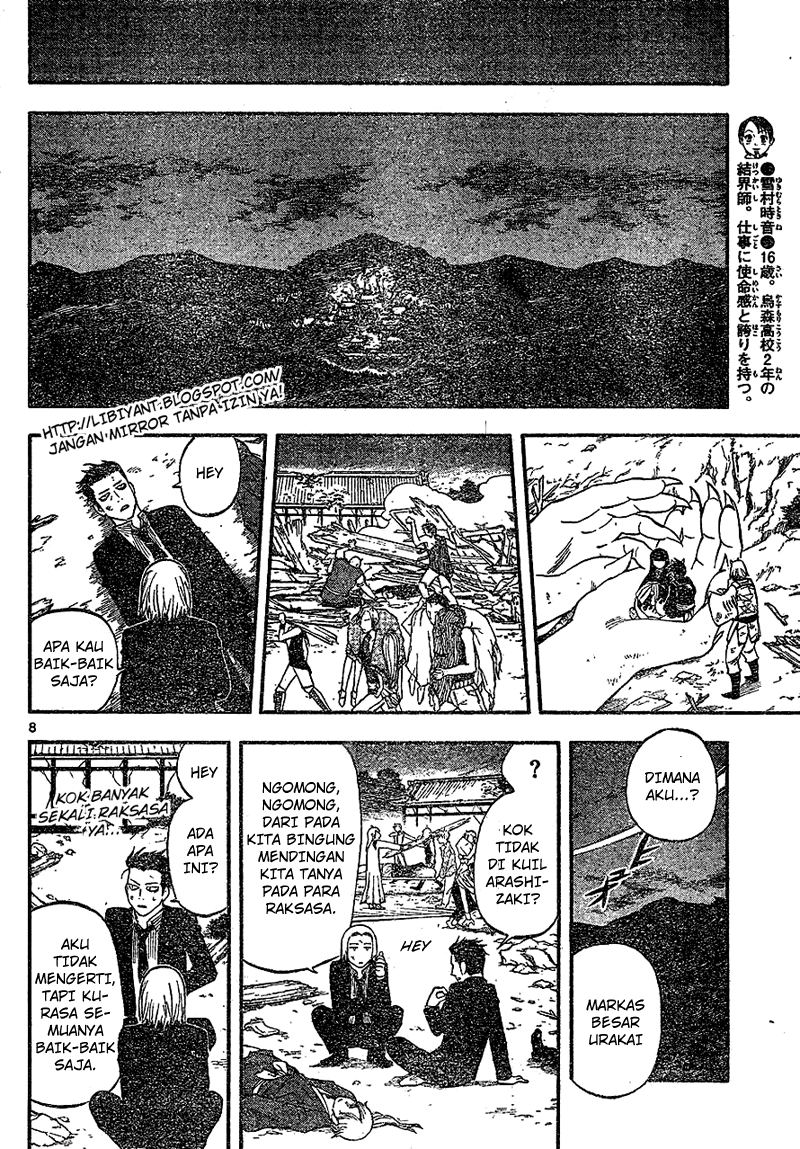 ●雪村時音●16歳。烏森高校2年の
結界師。仕事に使命感と誇りを持つ。
HTTP://LIBIYANT.BLOGSPOT.COM/
JANGAN MIRROR TANPA IZIN YA!
HEY
APA KAU
BAIK-BAIK
SAJA?
8
HEY
KOK BANYAK
SEKALI RAKSASA
YA...
ADA
APA
INI?
AKU
TIDAK
MENGERTI,
TAPI KU-
RASA SE-
MUANYA
BAIK-BAIK
SAJA.
?
KOK
TIDAK
DI KUIL
ARASHI-
ZAKI?
NGOMONG,
NGOMONG,
DARI PADA
KITA BINGUNG
MENDINGAN
KITA TANYA
PADA PARA
RAKSASA.
HEY
DIMANA
AKU...?
MARKAS
BESAR
URAKAI